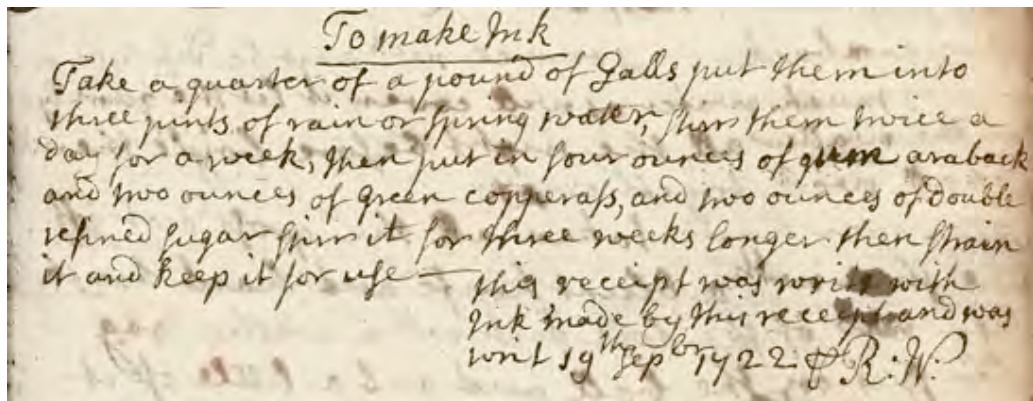 To make Ink
Take a quarter of a pound of Galls put them into
three pints of rain or spring water, stirr them twice a
day for a week, then put in four ounces of gum araback
and two ounces of green copperass, and two ounces of double
refined sugar stirr it for three weeks longer then strain
it and keep it for use — this receipt was writt with
Ink made by this receipt and was
writ 19th Sepbr 1722 R: W.